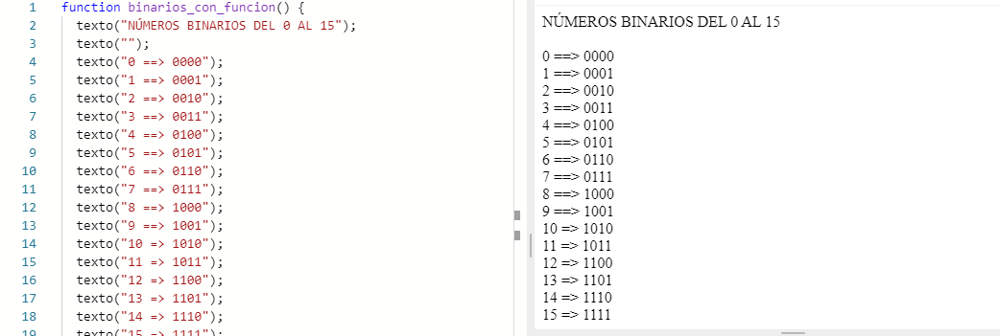 1 function binarios_con_funcion() {
2 texto("NÚMEROS BINARIOS DEL 0 AL 15");
3 texto("");
4 texto("0 ==> 0000");
5 texto("1 ==> 0001");
6 texto("2 ==> 0010");
7 texto("3 ==> 0011");
8 texto("4 ==> 0100");
9 texto("5 ==> 0101");
10 texto("6 ==> 0110");
11 texto("7 ==> 0111");
12 texto("8 ==> 1000");
13 texto("9 ==> 1001");
14 texto("10 => 1010");
15 texto("11 => 1011");
16 texto("12 => 1100");
17 texto("13 => 1101");
18 texto("14 => 1110");
19 texto("15 => 1111");
NÚMEROS BINARIOS DEL 0 AL 15
0 ==> 0000
1 ==> 0001
2 ==> 0010
3 ==> 0011
4 ==> 0100
5 ==> 0101
6 ==> 0110
7 ==> 0111
8 ==> 1000
9 ==> 1001
10 => 1010
11 => 1011
12 => 1100
13 => 1101
14 => 1110
15 => 1111